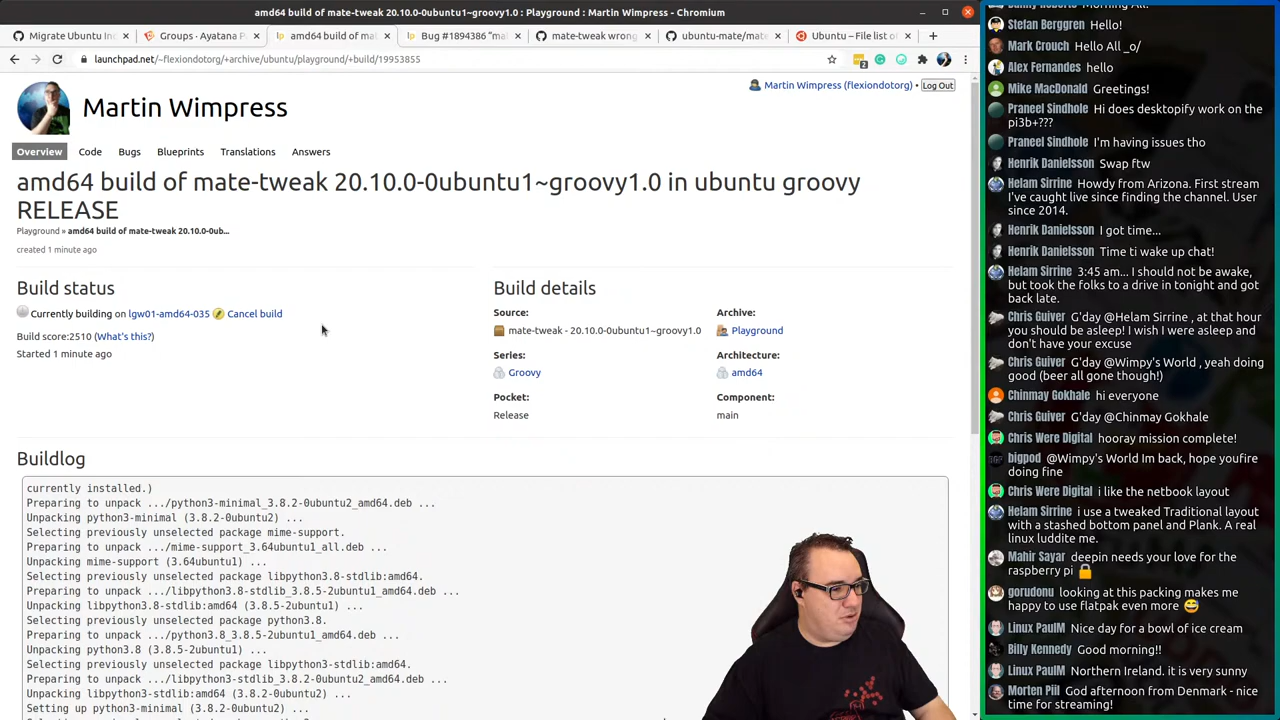 amd64 build of mate-tweak 20.10.0-0ubuntu1~groovy1.0 : Playground : Martin Wimpress - Chromium
Migrate Ubuntu In
Groups · Ayatana P
amd64 build of ma
Bug #1894386 "ma
mate-tweak wrong
ubuntu-mate/mate
Ubuntu – File list o
launchpad.net/~flexiondotorg/+archive/ubuntu/playground/+build/19953855
Martin Wimpress (flexiondotorg) • Log Out
Martin Wimpress
Overview Code Bugs Blueprints Translations Answers
amd64 build of mate-tweak 20.10.0-0ubuntu1~groovy1.0 in ubuntu groovy
RELEASE
Playground » amd64 build of mate-tweak 20.10.0-0ub...
created 1 minute ago
Build status
Currently building on lgw01-amd64-035 Cancel build
Build score:2510 (What's this?)
Started 1 minute ago
Build details
Source:
mate-tweak - 20.10.0-0ubuntu1~groovy1.0
Archive:
Playground
Series:
Groovy
Architecture:
amd64
Pocket:
Release
Component:
main
Buildlog
currently installed.)
Preparing to unpack .../python3-minimal_3.8.2-0ubuntu2_amd64.deb ...
Unpacking python3-minimal (3.8.2-0ubuntu2) ...
Selecting previously unselected package mime-support.
Preparing to unpack .../mime-support_3.64ubuntu1_all.deb ...
Unpacking mime-support (3.64ubuntu1) ...
Selecting previously unselected package libpython3.8-stdlib:amd64.
Preparing to unpack .../libpython3.8-stdlib_3.8.5-2ubuntu1_amd64.deb ...
Unpacking libpython3.8-stdlib:amd64 (3.8.5-2ubuntu1) ...
Selecting previously unselected package python3.8.
Preparing to unpack .../python3.8_3.8.5-2ubuntu1_amd64.deb ...
Unpacking python3.8 (3.8.5-2ubuntu1) ...
Selecting previously unselected package libpython3-stdlib:amd64.
Preparing to unpack .../libpython3-stdlib_3.8.2-0ubuntu2_amd64.deb ...
Unpacking libpython3-stdlib:amd64 (3.8.2-0ubuntu2) ...
Setting up python3-minimal (3.8.2-0ubuntu2) ...
Stefan Berggren Hello!
Mark Crouch Hello All _o/
Alex Fernandes hello
Mike MacDonald Greetings!
Praneel Sindhole Hi does desktopify work on the
pi3b+???
Praneel Sindhole I'm having issues tho
Henrik Danielsson Swap ftw
Helam Sirrine Howdy from Arizona. First stream
I've caught live since finding the channel. User
since 2014.
Henrik Danielsson I got time...
Henrik Danielsson Time ti wake up chat!
Helam Sirrine 3:45 am... I should not be awake,
but took the folks to a drive in tonight and got
back late.
Chris Guiver G'day @Helam Sirrine , at that hour
you should be asleep! I wish I were asleep and
don't have your excuse
Chris Guiver G'day @Wimpy's World , yeah doing
good (beer all gone though!)
Chinmay Gokhale hi everyone
Chris Guiver G'day @Chinmay Gokhale
Chris Were Digital hooray mission complete!
bigpod @Wimpy's World Im back, hope youfire
doing fine
Chris Were Digital i like the netbook layout
Helam Sirrine i use a tweaked Traditional layout
with a stashed bottom panel and Plank. A real
linux luddite me.
Mahir Sayar deepin needs your love for the
raspberry pi
gorudonu looking at this packing makes me
happy to use flatpak even more
Linux PaulM Nice day for a bowl of ice cream
Billy Kennedy Good morning!!
Linux PaulM Northern Ireland. it is very sunny
Morten Pill God afternoon from Denmark - nice
time for streaming!